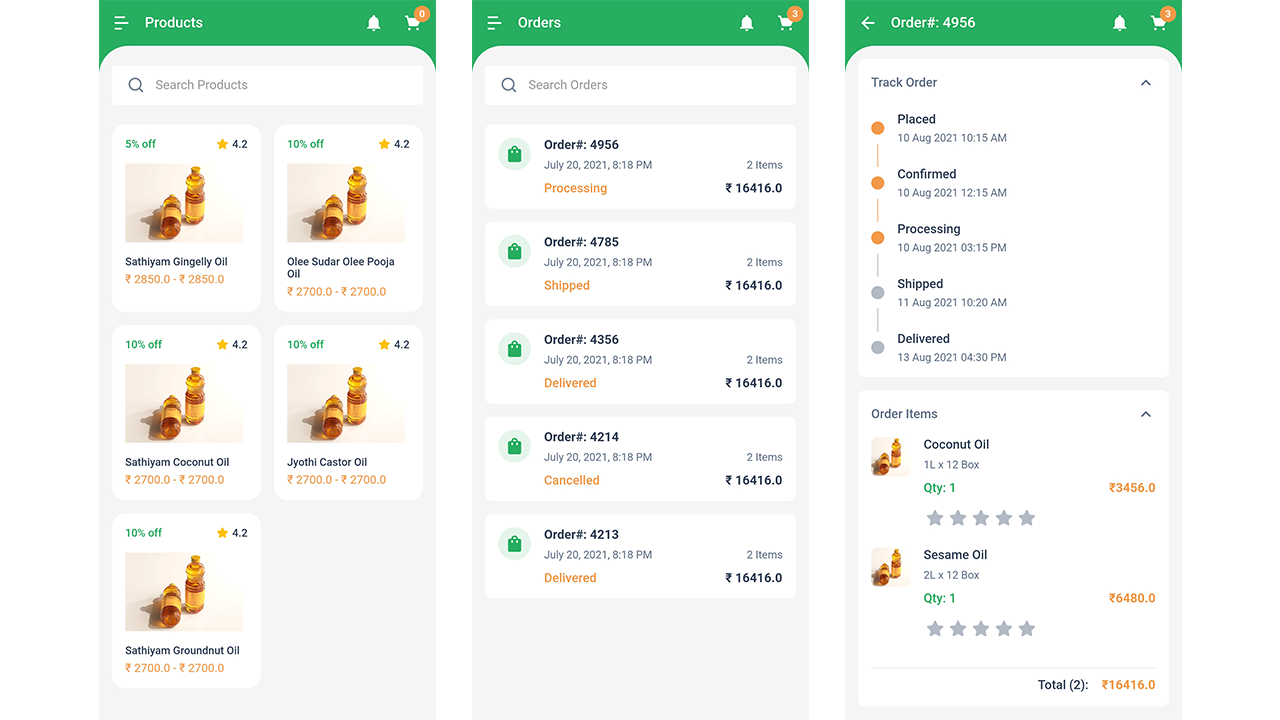 Products
0
Search Products
5% off
4.2
Sathiyam Gingelly Oil
₹ 2850.0 - ₹ 2850.0
10% off
4.2
Olee Sudar Olee Pooja
Oil
₹ 2700.0 - ₹ 2700.0
10% off
4.2
Sathiyam Coconut Oil
₹ 2700.0 - ₹ 2700.0
10% off
4.2
Jyothi Castor Oil
₹ 2700.0 - ₹ 2700.0
10% off
4.2
Sathiyam Groundnut Oil
₹ 2700.0 - ₹ 2700.0
Orders
3
Search Orders
Order#: 4956
July 20, 2021, 8:18 PM
2 Items
Processing
₹ 16416.0
Order#: 4785
July 20, 2021, 8:18 PM
2 Items
Shipped
₹ 16416.0
Order#: 4356
July 20, 2021, 8:18 PM
2 Items
Delivered
₹ 16416.0
Order#: 4214
July 20, 2021, 8:18 PM
2 Items
Cancelled
₹ 16416.0
Order#: 4213
July 20, 2021, 8:18 PM
2 Items
Delivered
₹ 16416.0
Order#: 4956
3
Track Order
Placed
10 Aug 2021 10:15 AM
Confirmed
10 Aug 2021 12:15 AM
Processing
10 Aug 2021 03:15 PM
Shipped
11 Aug 2021 10:20 AM
Delivered
13 Aug 2021 04:30 PM
Order Items
Coconut Oil
1L x 12 Box
Qty: 1
₹3456.0
Sesame Oil
2L x 12 Box
Qty: 1
₹6480.0
Total (2): ₹16416.0